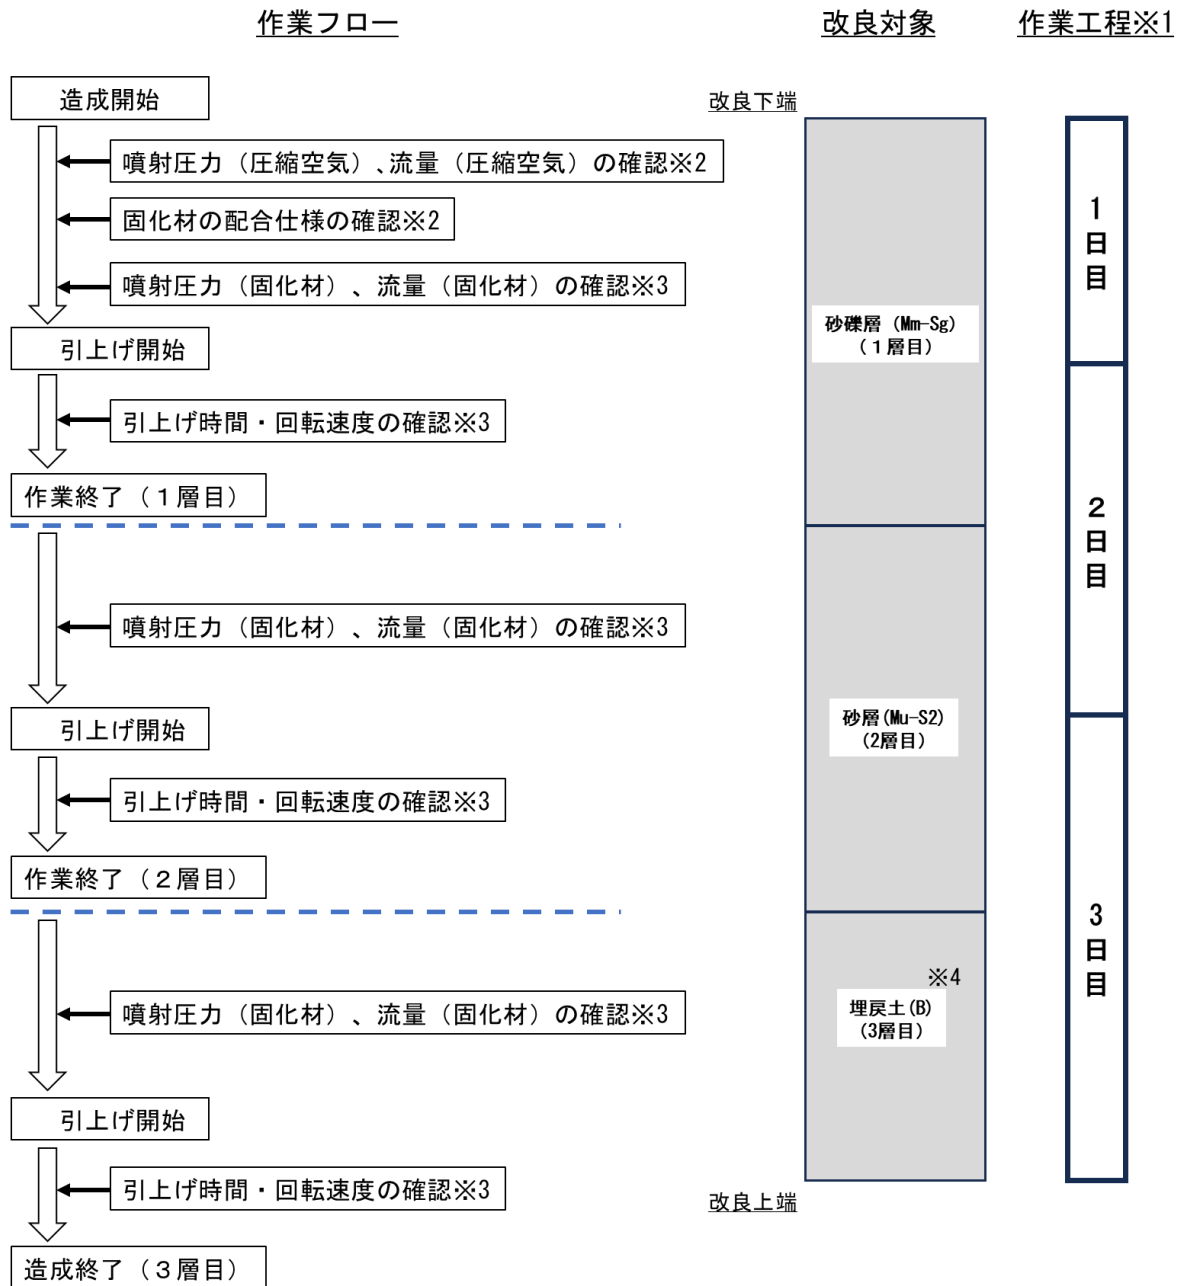 作業フロー
改良対象
作業工程※1
造成開始
改良下端
噴射圧力（圧縮空気）、流量（圧縮空気）の確認※2
固化材の配合仕様の確認※2
噴射圧力（固化材）、流量（固化材）の確認※3
1日目
砂礫層（Mm-Sg）
（１層目）
引上げ開始
引上げ時間・回転速度の確認※3
作業終了（１層目）
2日目
噴射圧力（固化材）、流量（固化材）の確認※3
引上げ開始
砂層(Mu-S2)
（2層目）
引上げ時間・回転速度の確認※3
作業終了（２層目）
3日目
※4
埋戻土(B)
（3層目）
噴射圧力（固化材）、流量（固化材）の確認※3
引上げ開始
引上げ時間・回転速度の確認※3
改良上端
造成終了（３層目）